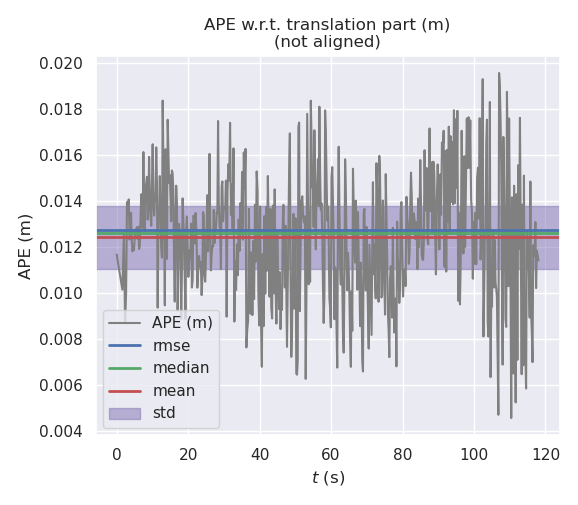 APE w.r.t. translation part (m)
(not aligned)
0.020
0.018
0.016
0.014
0.012
0.010
0.008
0.006
0.004
APE (m)
APE (m)
rmse
median
mean
std
0 20 40 60 80 100 120
t (s)